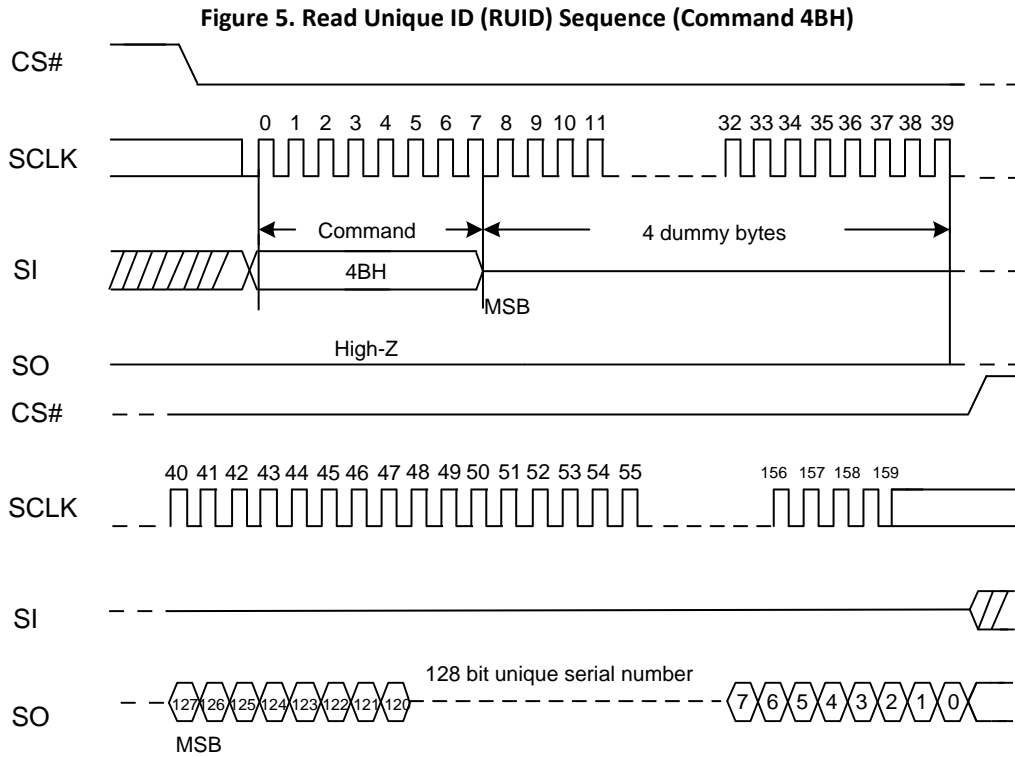 Figure 5. Read Unique ID (RUID) Sequence (Command 4BH)
CS#
0 1 2 3 4 5 6 7 8 9 10 11 32 33 34 35 36 37 38 39
SCLK
Command 4 dummy bytes
SI 4BH
MSB
High-Z
SO
CS#
40 41 42 43 44 45 46 47 48 49 50 51 52 53 54 55 156 157 158 159
SCLK
SI
128 bit unique serial number
SO 127 126 125 124 123 122 121 120 7 6 5 4 3 2 1 0
MSB